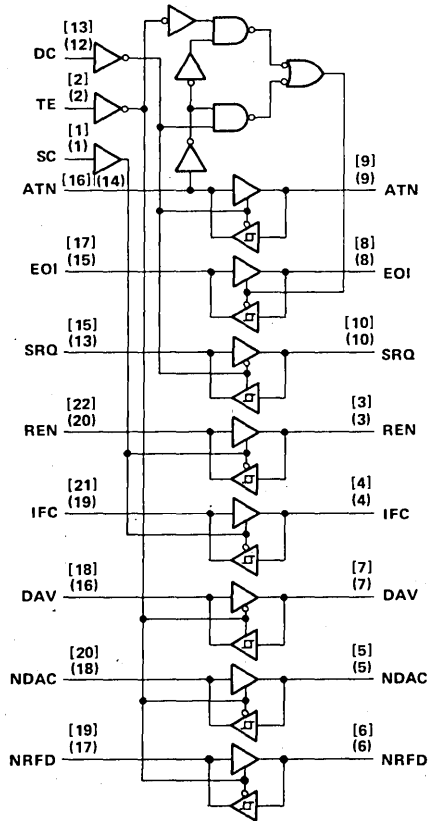 [13]
DC (12)
[2]
TE (2)
[1]
SC (1)
ATN [16] (14) [9] (9) ATN
[17] [8]
EOI (15) (8) EOI
[15] [10]
SRQ (13) (10) SRQ
[22] [3]
REN (20) (3) REN
[21] [4]
IFC (19) (4) IFC
[18] [7]
DAV (16) (7) DAV
[20] [5]
NDAC (18) (5) NDAC
[19] [6]
NRFD (17) (6) NRFD